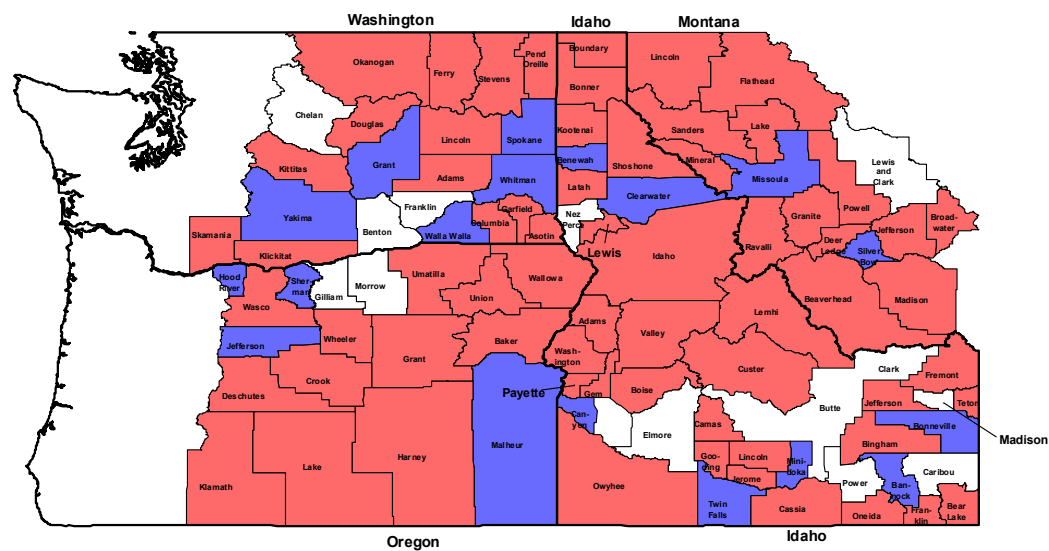 Washington
Idaho
Montana
Okanogan
Ferry
Stevens
Pend
Oreille
Boundary
Bonner
Lincoln
Flathead
Chelan
Douglas
Lincoln
Spokane
Kootenai
Sanders
Lake
Kittitas
Grant
Adams
Whitman
Benewah
Shoshone
Mineral
Missoula
Lewis
and
Clark
Latah
Clearwater
Yakima
Benton
Franklin
Walla Walla
Columbia
Garfield
Asotin
Nez
Perce
Lewis
Idaho
Ravalli
Granite
Powell
Deer
Lodge
Silver
Bow
Jefferson
Broad-
water
Skamania
Klickitat
Hood
River
Wasco
Sher-
man
Gilliam
Morrow
Umatilla
Union
Wallowa
Beaverhead
Madison
Lemhi
Jefferson
Wheeler
Grant
Baker
Adams
Wash-
ington
Valley
Custer
Clark
Fremont
Deschutes
Crook
Payette
Gem
Boise
Butte
Jefferson
Teton
Madison
Can-
yon
Elmore
Camas
Bonneville
Bingham
Malheur
Harney
Lake
Klamath
Owyhee
Goo-
ding
Lincoln
Jerome
Mini-
doka
Twin
Falls
Cassia
Power
Ban-
nock
Caribou
Oneida
Fran-
klin
Bear
Lake
Oregon
Idaho